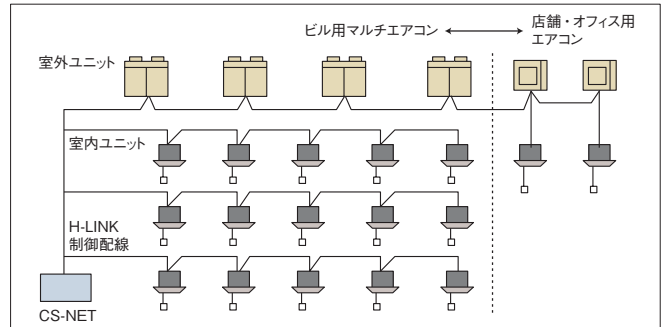 ビル用マルチエアコン
店舗・オフィス用
エアコン
室外ユニット
室内ユニット
H-LINK
制御配線
CS-NET